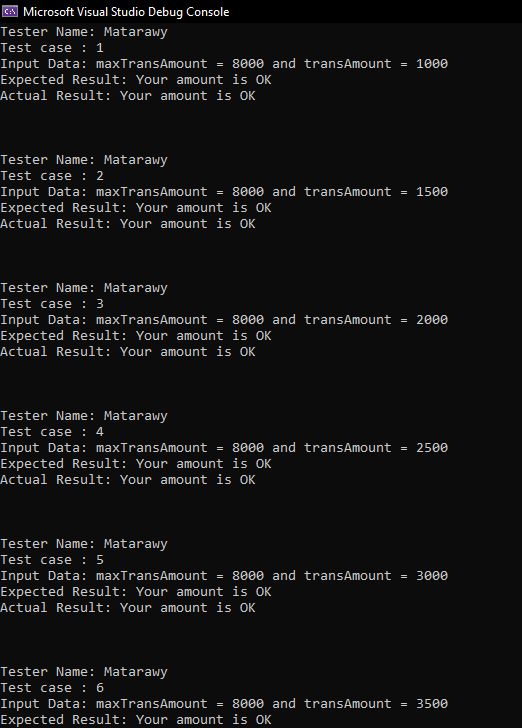 Microsoft Visual Studio Debug Console
Tester Name: Matarawy
Test case : 1
Input Data: maxTransAmount = 8000 and transAmount = 1000
Expected Result: Your amount is OK
Actual Result: Your amount is OK
Tester Name: Matarawy
Test case : 2
Input Data: maxTransAmount = 8000 and transAmount = 1500
Expected Result: Your amount is OK
Actual Result: Your amount is OK
Tester Name: Matarawy
Test case : 3
Input Data: maxTransAmount = 8000 and transAmount = 2000
Expected Result: Your amount is OK
Actual Result: Your amount is OK
Tester Name: Matarawy
Test case : 4
Input Data: maxTransAmount = 8000 and transAmount = 2500
Expected Result: Your amount is OK
Actual Result: Your amount is OK
Tester Name: Matarawy
Test case : 5
Input Data: maxTransAmount = 8000 and transAmount = 3000
Expected Result: Your amount is OK
Actual Result: Your amount is OK
Tester Name: Matarawy
Test case : 6
Input Data: maxTransAmount = 8000 and transAmount = 3500
Expected Result: Your amount is OK